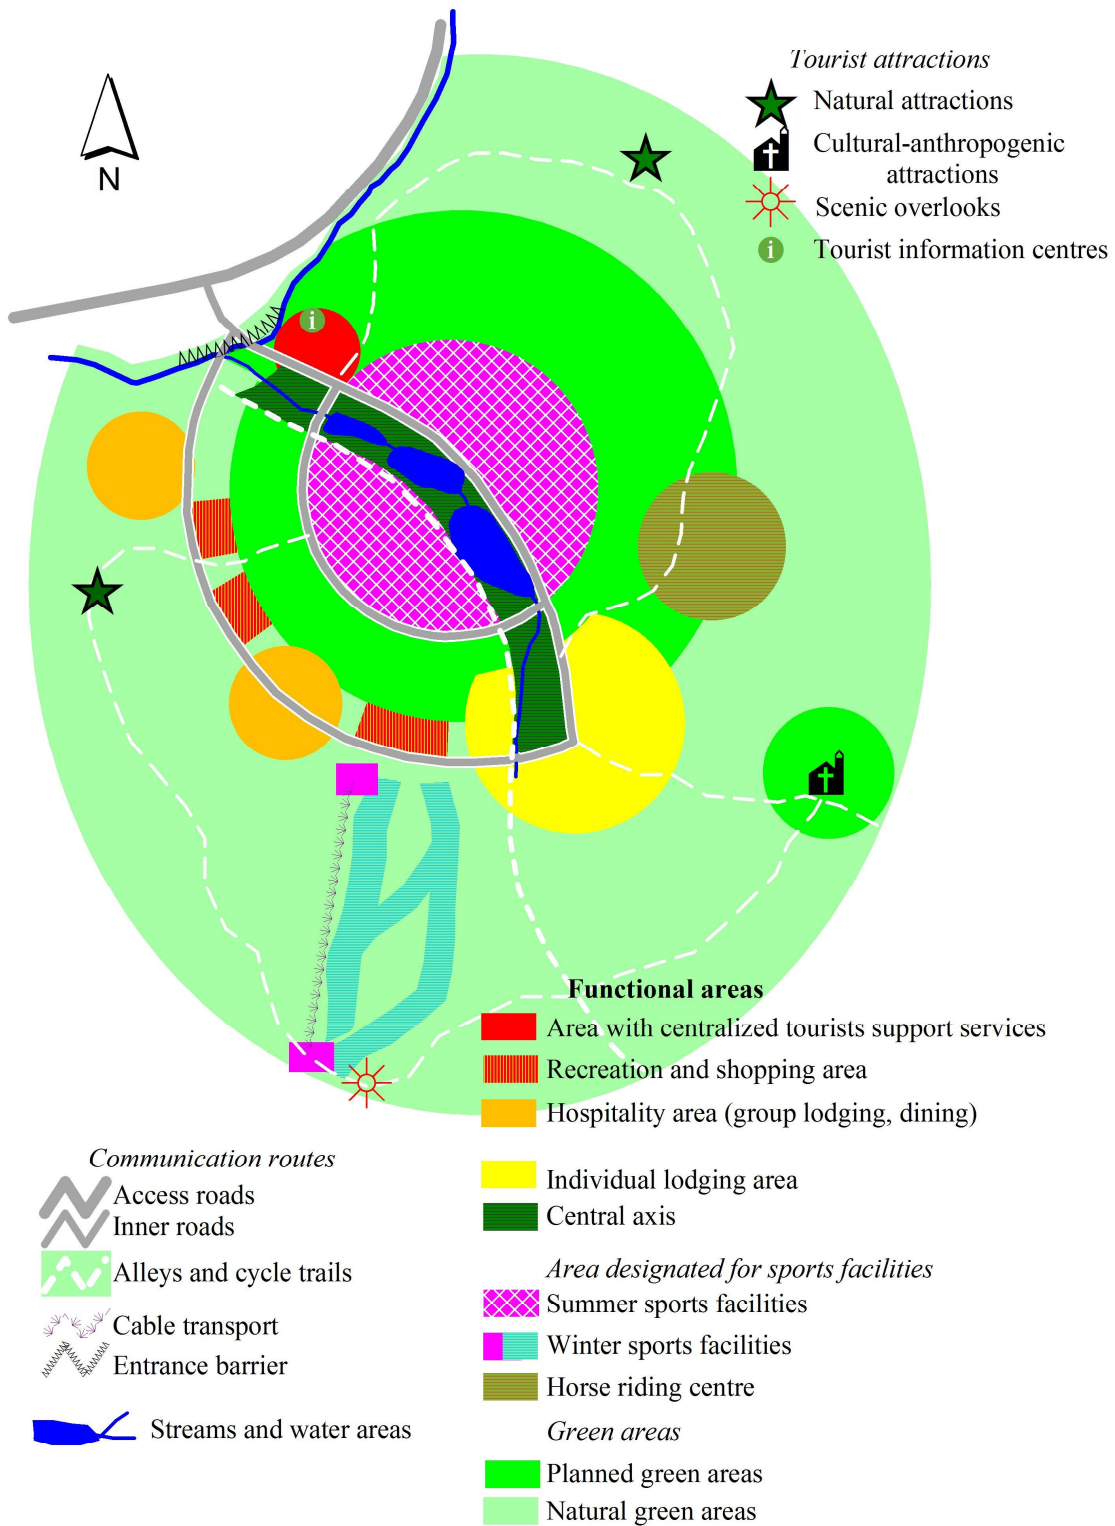 Tourist attractions
Natural attractions
Cultural-anthropogenic
attractions
Scenic overlooks
i Tourist information centres
N
i
Functional areas
Area with centralized tourists support services
Recreation and shopping area
Hospitality area (group lodging, dining)
Individual lodging area
Central axis
Area designated for sports facilities
Summer sports facilities
Winter sports facilities
Horse riding centre
Green areas
Planned green areas
Natural green areas
Communication routes
Access roads
Inner roads
Alleys and cycle trails
Cable transport
Entrance barrier
Streams and water areas